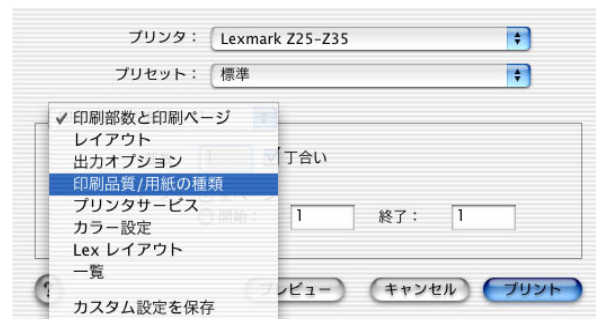 プリンタ： Lexmark Z25-Z35
プリセット： 標準
✓ 印刷部数と印刷ページ
レイアウト
出力オプション
丁合い
印刷品質/用紙の種類
プリンタサービス
開始： 1 終了： 1
カラー設定
Lex レイアウト
一覧
カスタム設定を保存
? プレビュー キャンセル プリント